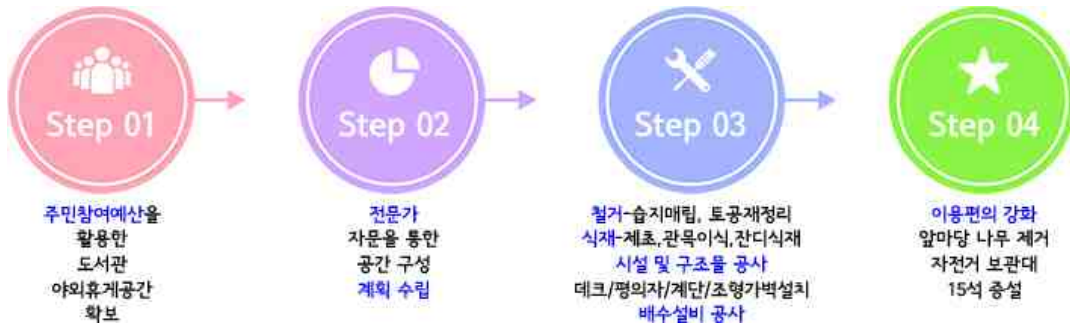 Step 01
주민참여예산을
활용한
도서관
야외휴게공간
확보
Step 02
전문가
자문을 통한
공간 구성
계획 수립
Step 03
철거-습지매립, 토공재정리
식재-제초,관목이식,잔디식재
시설 및 구조물 공사
데크/평의자/계단/조형가벽설치
배수설비 공사
Step 04
이용편의 강화
앞마당 나무 제거
자전거 보관대
15석 증설